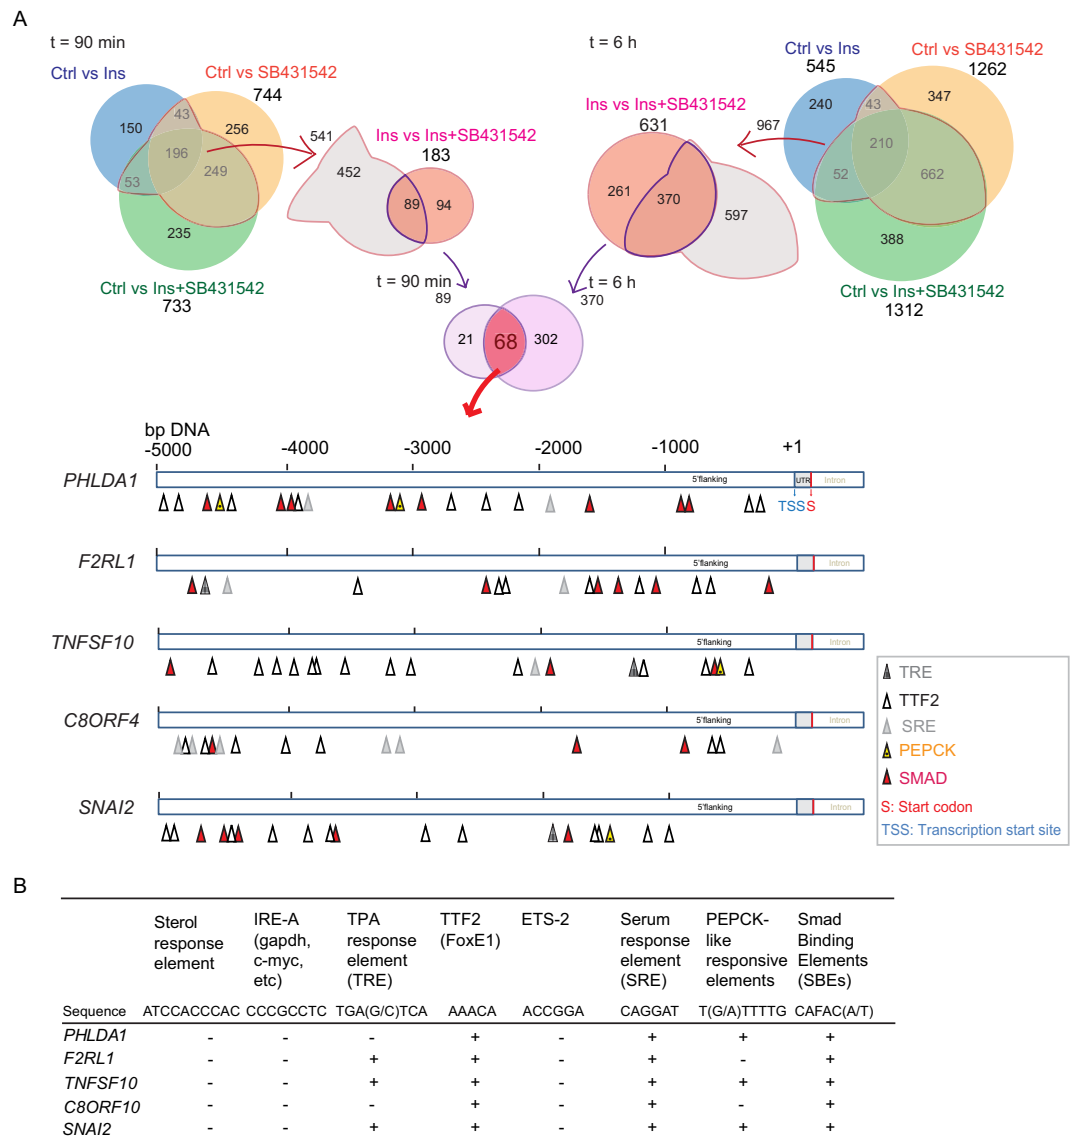 A
t = 90 min
Ctrl vs Ins
Ctrl vs SB431542
744
150
43
256
196
249
53
235
Ctrl vs Ins+SB431542
733
541
452
Ins vs Ins+SB431542
183
89
94
t = 6 h
Ins vs Ins+SB431542
631
261
370
597
967
Ctrl vs Ins
545
Ctrl vs SB431542
1262
240
43
347
210
52
662
388
Ctrl vs Ins+SB431542
1312
t = 90 min
89
t = 6 h
370
21
68
302
bp DNA
-5000
-4000
-3000
-2000
-1000
+1
PHLDA1
5'flanking
UTR
Intron
TSS
S
F2RL1
5'flanking
Intron
TNFSF10
5'flanking
Intron
C8ORF4
5'flanking
Intron
SNAI2
5'flanking
Intron
TRE
TTF2
SRE
PEPCK
SMAD
S: Start codon
TSS: Transcription start site
B
Sterol
response
element
IRE-A
(gapdh,
c-myc,
etc)
TPA
response
element
(TRE)
TTF2
(FoxE1)
ETS-2
Serum
response
element
(SRE)
PEPCK-
like
responsive
elements
Smad
Binding
Elements
(SBEs)
Sequence ATCCACCCAC CCCGCCTC TGA(G/C)TCA AAACA ACCGGA CAGGAT T(G/A)TTTTG CAFAC(A/T)
PHLDA1 - - - + - + + +
F2RL1 - - + + - + - +
TNFSF10 - - + + - + + +
C8ORF10 - - - + - + - +
SNAI2 - - + + - + + +